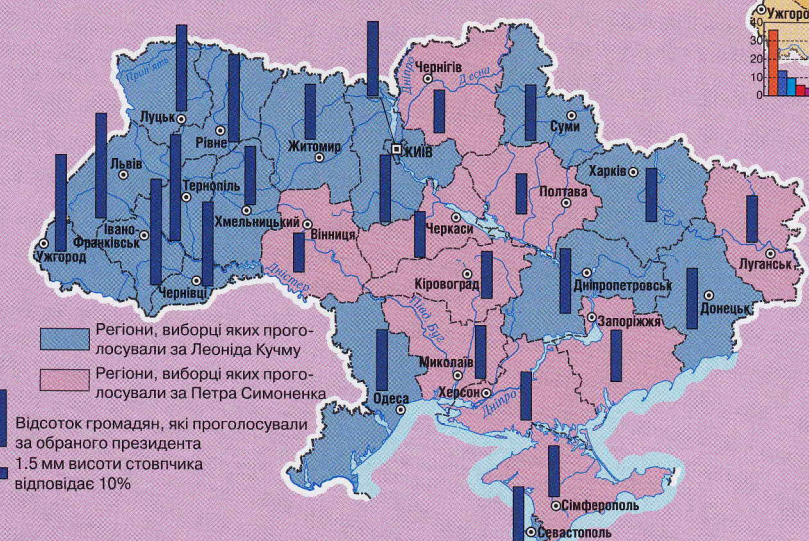 Ужгоро
40
30
20
10
0
Прип'ять
Дніпро
Чернігів
Десна
Луцьк
Рівне
Житомир
КИЇВ
Суми
Львів
Тернопіль
Хмельницький
Полтава
Харків
Івано-
Франківськ
Ужгород
Вінниця
Черкаси
Луганськ
Чернівці
Дністер
Кіровоград
Дніпропетровськ
Донецьк
Півд. Буг
Запоріжжя
Регіони, виборці яких прого-
лосували за Леоніда Кучму
Регіони, виборці яких прого-
лосували за Петра Симоненка
Миколаїв
Херсон
Дніпро
Одеса
Відсоток громадян, які проголосували
за обраного президента
1.5 мм висоти стовпчика
відповідає 10%
Сімферополь
Севастополь